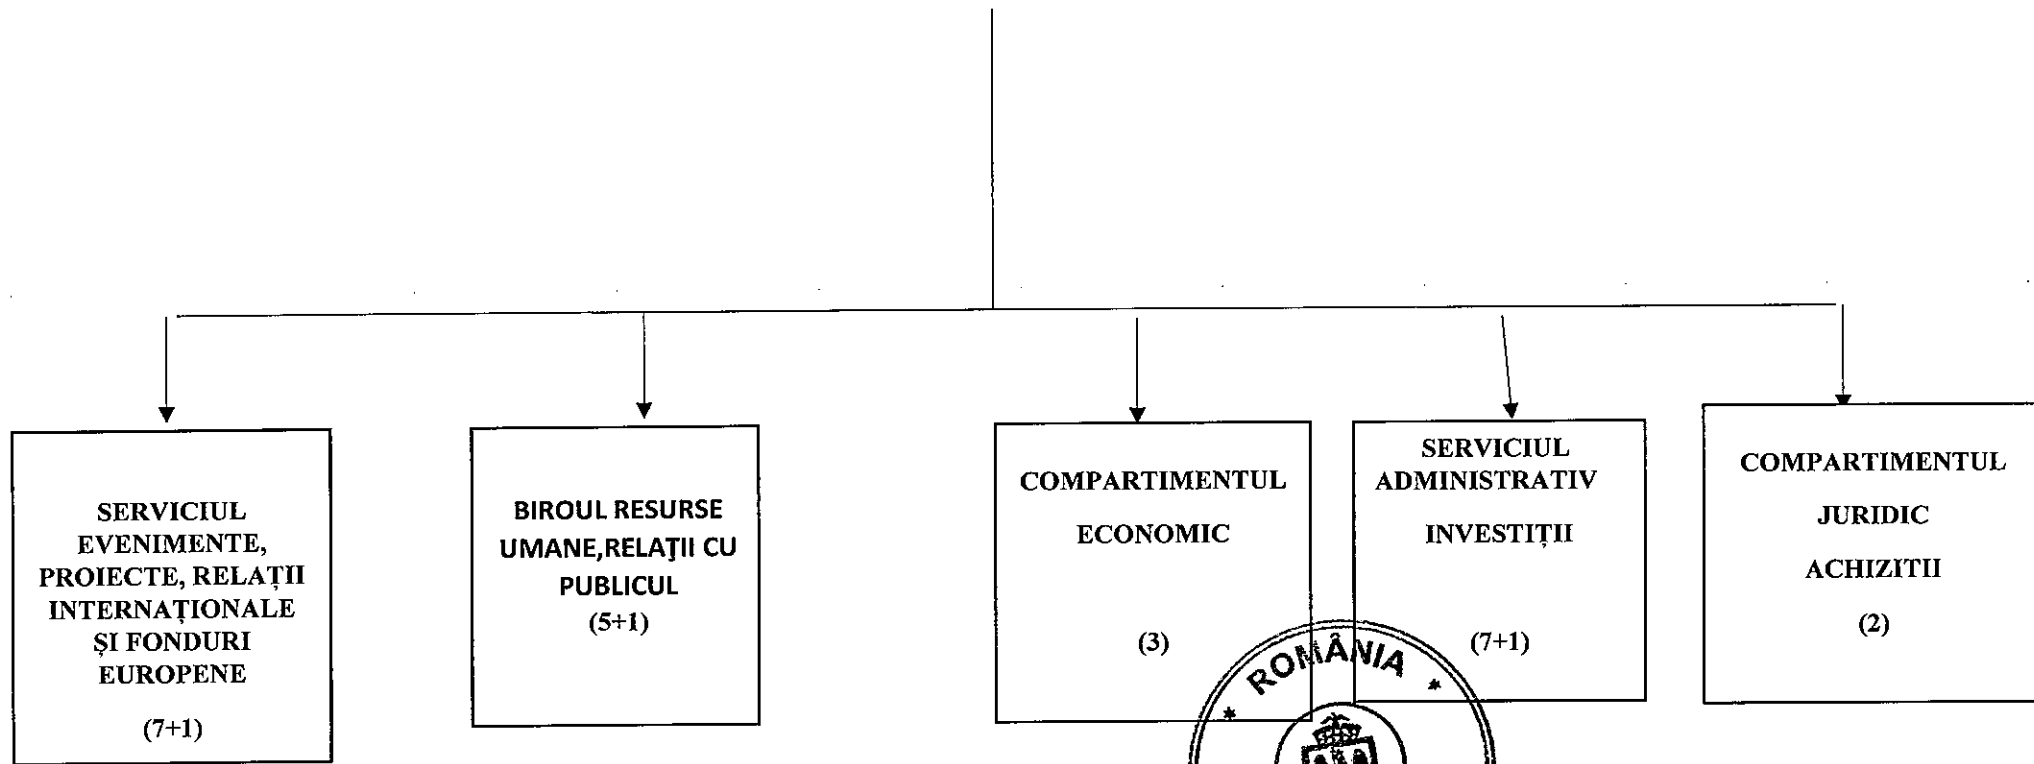 SERVICIUL
EVENIMENTE,
PROIECTE, RELAȚII
INTERNAȚIONALE
ȘI FONDURI
EUROPENE
(7+1)
BIROUL RESURSE
UMANE,RELAŢII CU
PUBLICUL
(5+1)
COMPARTIMENTUL
ECONOMIC
(3)
SERVICIUL
ADMINISTRATIV
INVESTIȚII
(7+1)
COMPARTIMENTUL
JURIDIC
ACHIZITII
(2)
* ROMÂNIA *